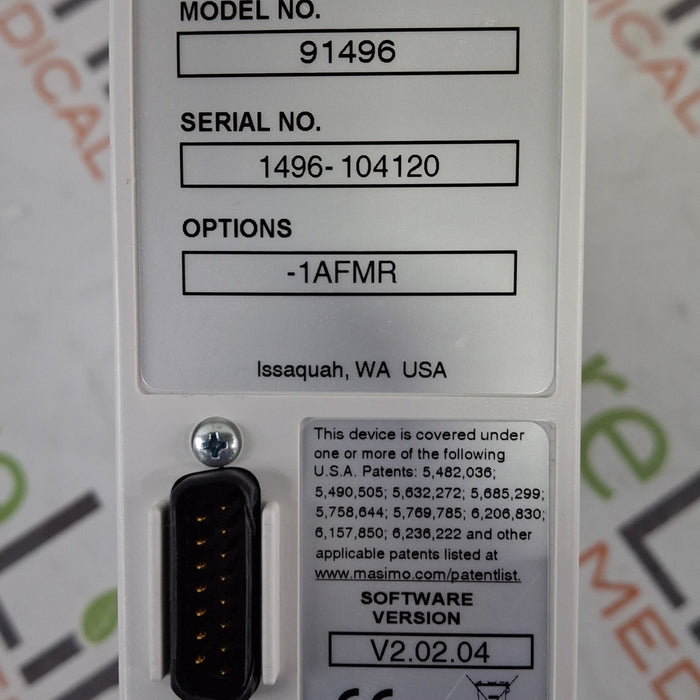 MODEL NO.
91496
SERIAL NO.
1496-104120
OPTIONS
-1AFMR
Issaquah, WA USA
This device is covered under
one or more of the following
U.S.A. Patents: 5,482,036;
5,490,505; 5,632,272; 5,685,299;
5,758,644; 5,769,785; 6,206,830;
6,157,850; 6,236,222 and other
applicable patents listed at
www.masimo.com/patentlist.
SOFTWARE
VERSION
V2.02.04
CE